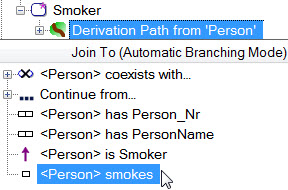 Smoker
Derivation Path from 'Person'
Join To (Automatic Branching Mode)
<Person> coexists with...
Continue from...
<Person> has Person_Nr
<Person> has PersonName
<Person> is Smoker
<Person> smokes